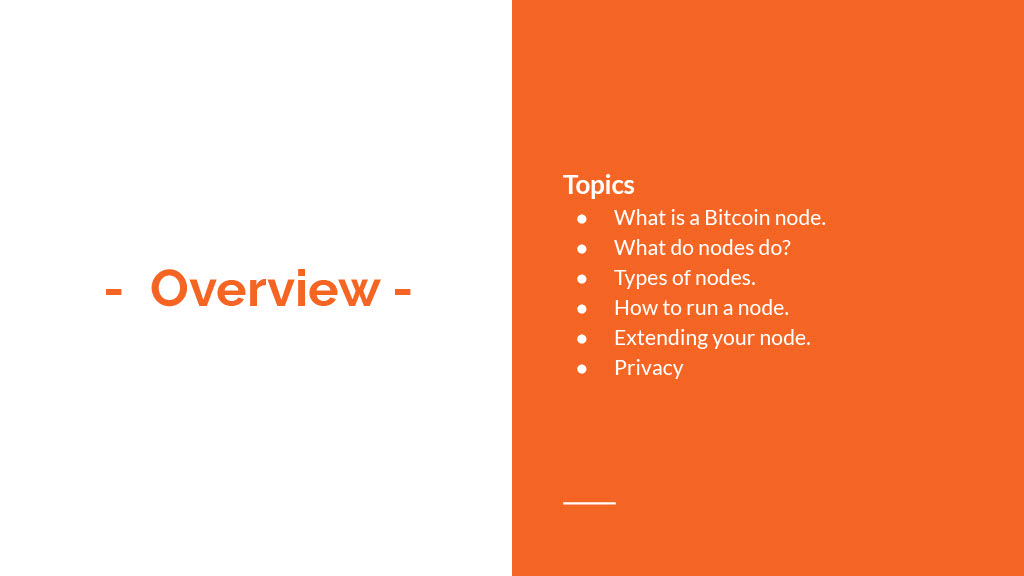 - Overview -
Topics
● What is a Bitcoin node.
● What do nodes do?
● Types of nodes.
● How to run a node.
● Extending your node.
● Privacy